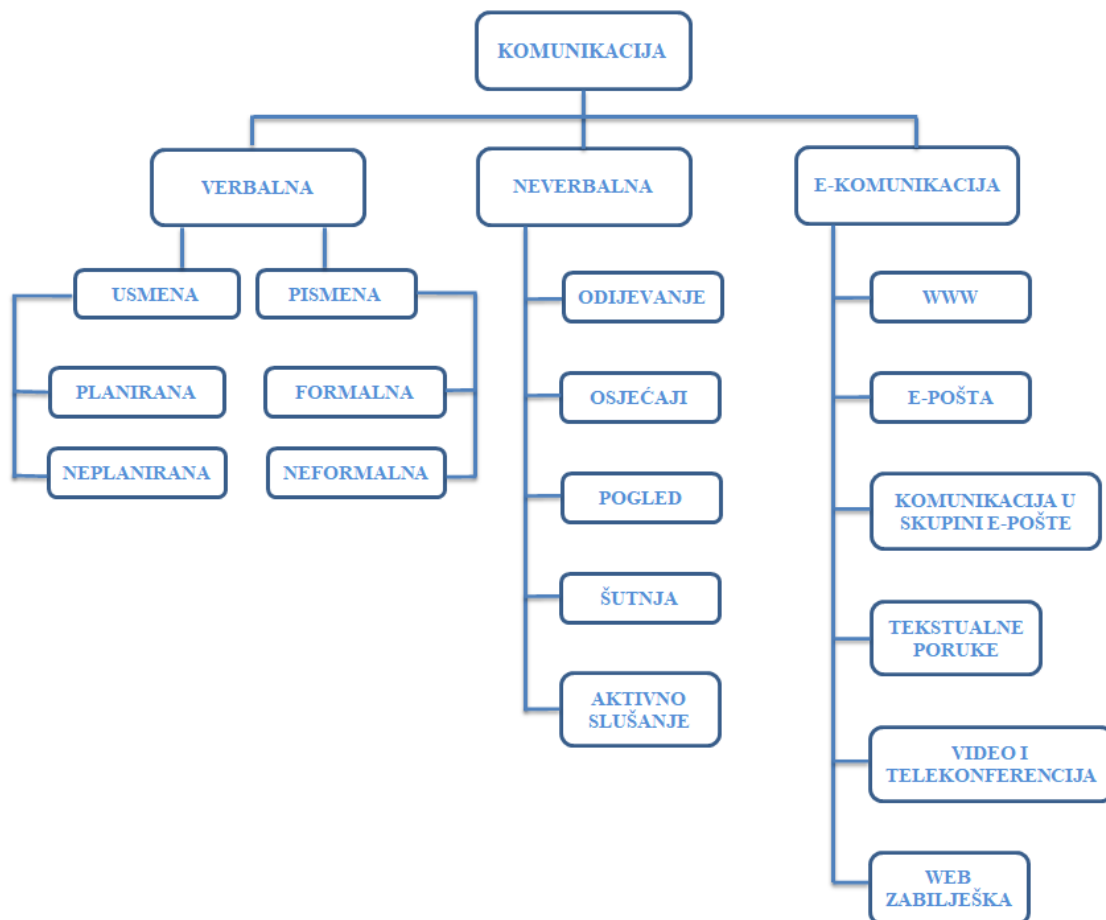 KOMUNIKACIJA
VERBALNA
NEVERBALNA
E-KOMUNIKACIJA
USMENA
PISMENA
PLANIRANA
FORMALNA
NEPLANIRANA
NEFORMALNA
ODIJEVANJE
OSJEĆAJI
POGLED
ŠUTNJA
AKTIVNO
SLUŠANJE
WWW
E-POŠTA
KOMUNIKACIJA U
SKUPINI E-POŠTE
TEKSTUALNE
PORUKE
VIDEO I
TELEKONFERENCIJA
WEB
ZABILJEŠKA